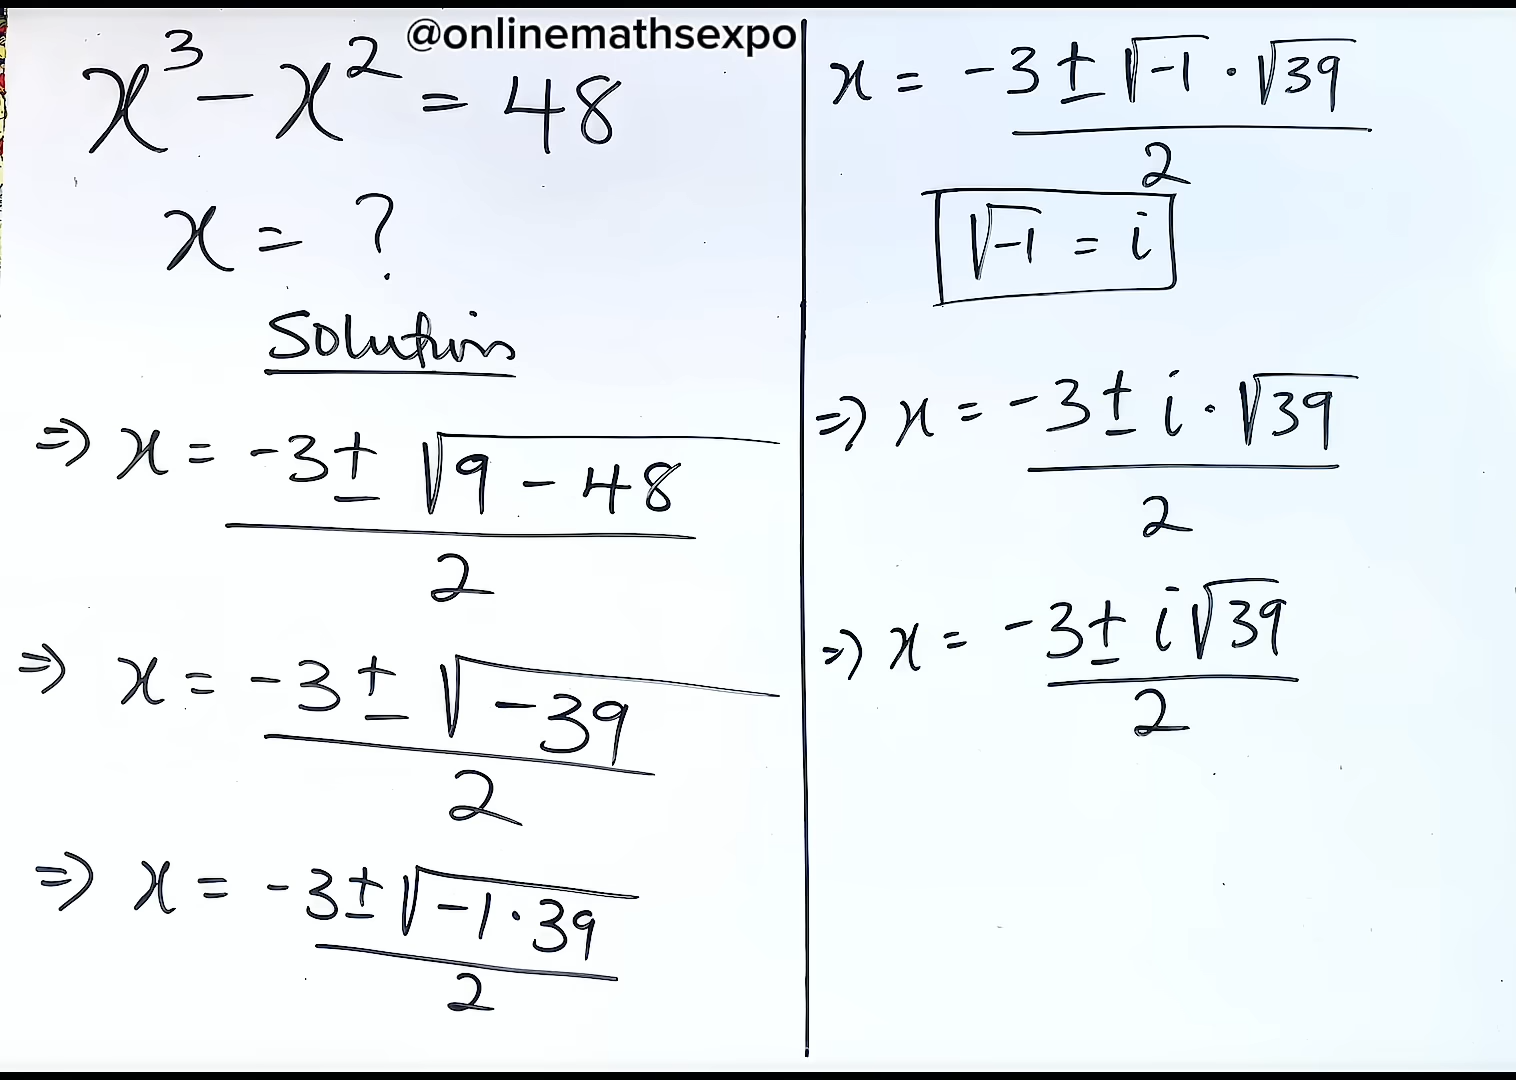 @onlinemathsexpo
x³ - x² = 48
x = ?
Solution
⇒ x = -3 ± √(9 - 48) / 2
⇒ x = -3 ± √(-39) / 2
⇒ x = -3 ± √(-1 · 39) / 2
x = -3 ± √-1 · √39 / 2
√-1 = i
⇒ x = -3 ± i · √39 / 2
⇒ x = -3 ± i√39 / 2